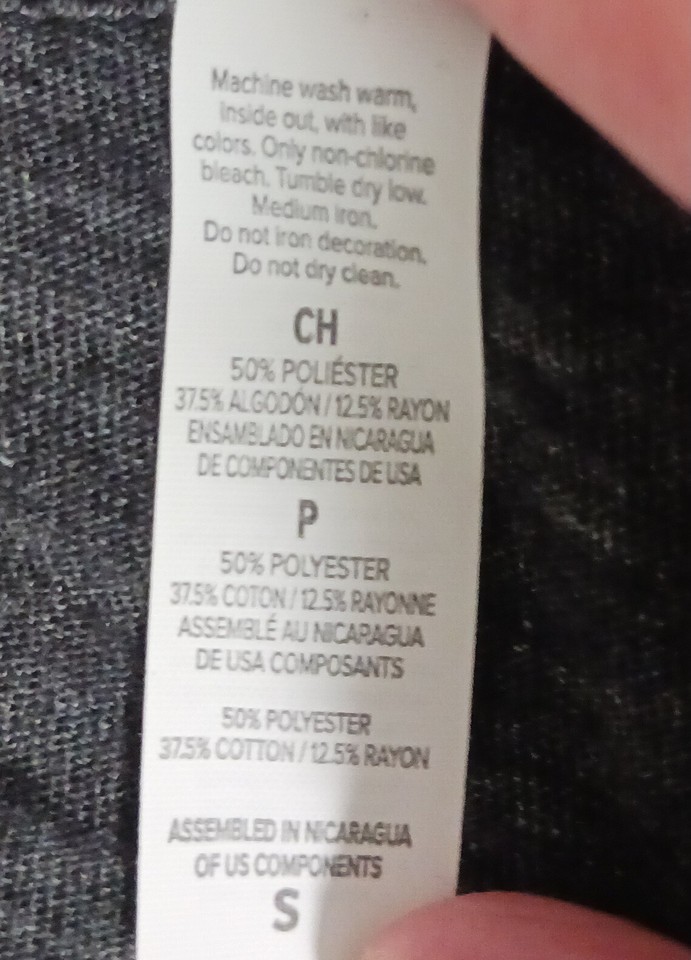 Machine wash warm,
inside out, with like
colors. Only non-chlorine
bleach. Tumble dry low.
Medium iron.
Do not iron decoration.
Do not dry clean.
CH
50% POLIÉSTER
37.5% ALGODÓN / 12.5% RAYON
ENSAMBLADO EN NICARAGUA
DE COMPONENTES DE USA
P
50% POLYESTER
37.5% COTON / 12.5% RAYONNE
ASSEMBLÉ AU NICARAGUA
DE USA COMPOSANTS
50% POLYESTER
37.5% COTTON / 12.5% RAYON
ASSEMBLED IN NICARAGUA
OF US COMPONENTS
S